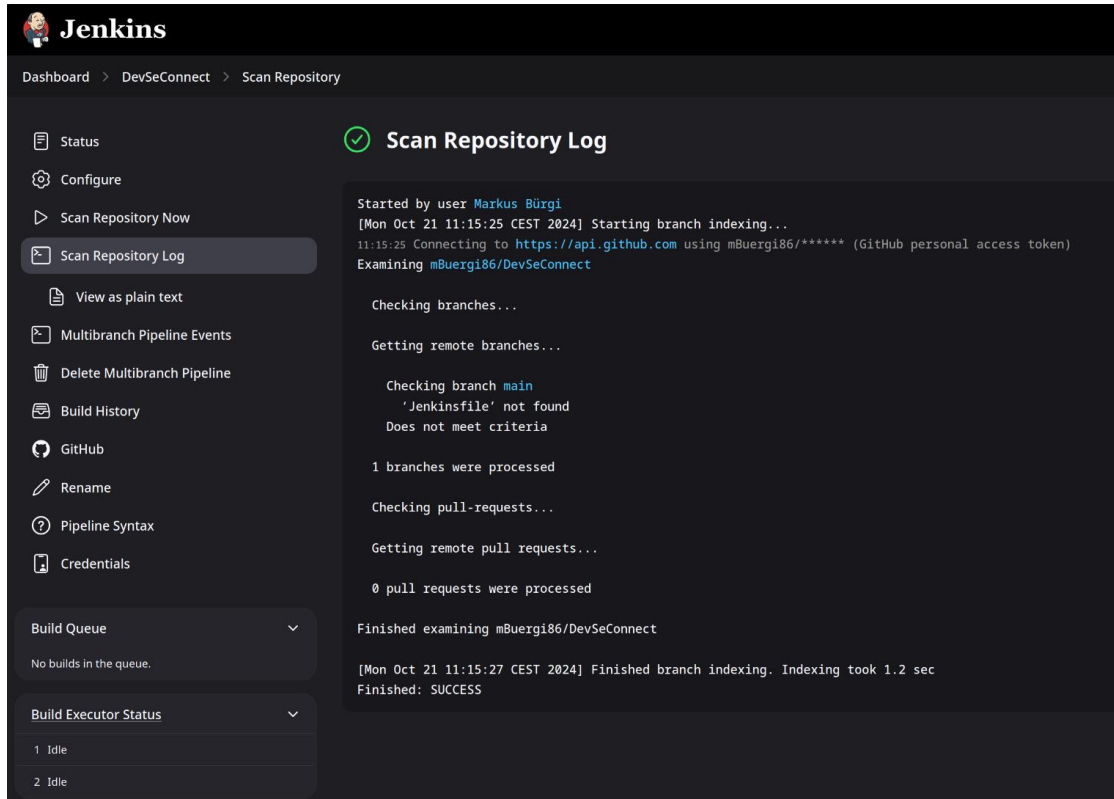 Jenkins
Dashboard > DevSeConnect > Scan Repository
Status
Configure
Scan Repository Now
Scan Repository Log
View as plain text
Multibranch Pipeline Events
Delete Multibranch Pipeline
Build History
GitHub
Rename
Pipeline Syntax
Credentials
Build Queue
No builds in the queue.
Build Executor Status
1 Idle
2 Idle
Scan Repository Log
Started by user Markus Bürgi
[Mon Oct 21 11:15:25 CEST 2024] Starting branch indexing...
11:15:25 Connecting to https://api.github.com using mBuergi86/****** (GitHub personal access token)
Examining mBuergi86/DevSeConnect
Checking branches...
Getting remote branches...
Checking branch main
‘Jenkinsfile’ not found
Does not meet criteria
1 branches were processed
Checking pull-requests...
Getting remote pull requests...
0 pull requests were processed
Finished examining mBuergi86/DevSeConnect
[Mon Oct 21 11:15:27 CEST 2024] Finished branch indexing. Indexing took 1.2 sec
Finished: SUCCESS